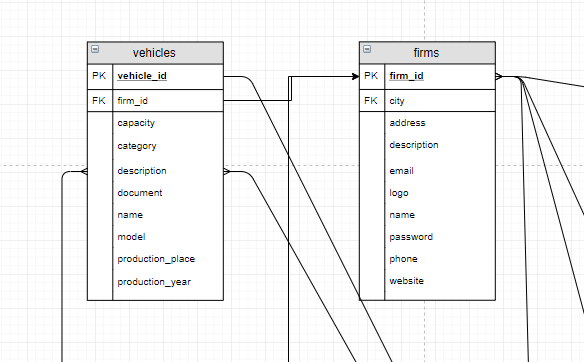 vehicles
PK vehicle_id
FK firm_id
capacity
category
description
document
name
model
production_place
production_year
firms
PK firm_id
FK city
address
description
email
logo
name
password
phone
website